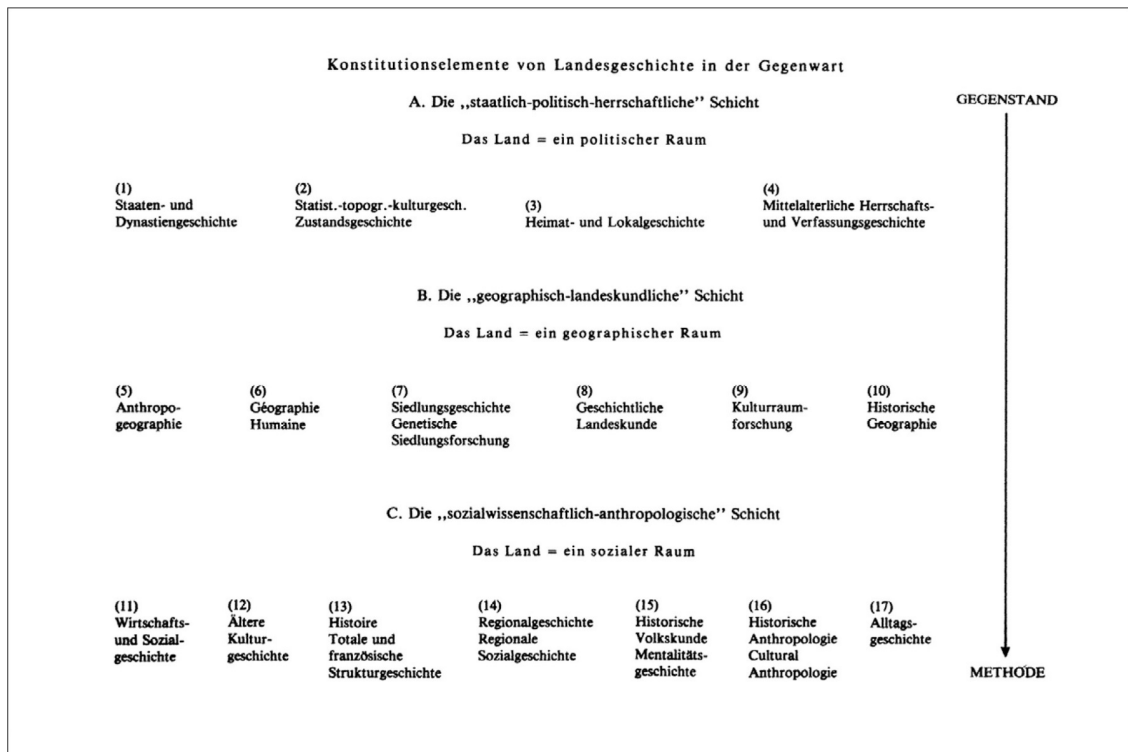 Konstitutionselemente von Landesgeschichte in der Gegenwart
A. Die ,,staatlich-politisch-herrschaftliche” Schicht
GEGENSTAND
Das Land = ein politischer Raum
(1)
Staaten- und
Dynastiengeschichte
(2)
Statist.-topogr.-kulturgesch.
Zustandsgeschichte
(3)
Heimat- und Lokalgeschichte
(4)
Mittelalterliche Herrschafts-
und Verfassungsgeschichte
B. Die ,,geographisch-landeskundliche” Schicht
Das Land = ein geographischer Raum
(5)
Anthropo-
geographie
(6)
Géographie
Humaine
(7)
Siedlungsgeschichte
Genetische
Siedlungsforschung
(8)
Geschichtliche
Landeskunde
(9)
Kulturraum-
forschung
(10)
Historische
Geographie
C. Die ,,sozialwissenschaftlich-anthropologische” Schicht
Das Land = ein sozialer Raum
(11)
Wirtschafts-
und Sozial-
geschichte
(12)
Ältere
Kultur-
geschichte
(13)
Histoire
Totale und
französische
Strukturgeschichte
(14)
Regionalgeschichte
Regionale
Sozialgeschichte
(15)
Historische
Volkskunde
Mentalitäts-
geschichte
(16)
Historische
Anthropologie
Cultural
Anthropologie
(17)
Alltags-
geschichte
METHODE